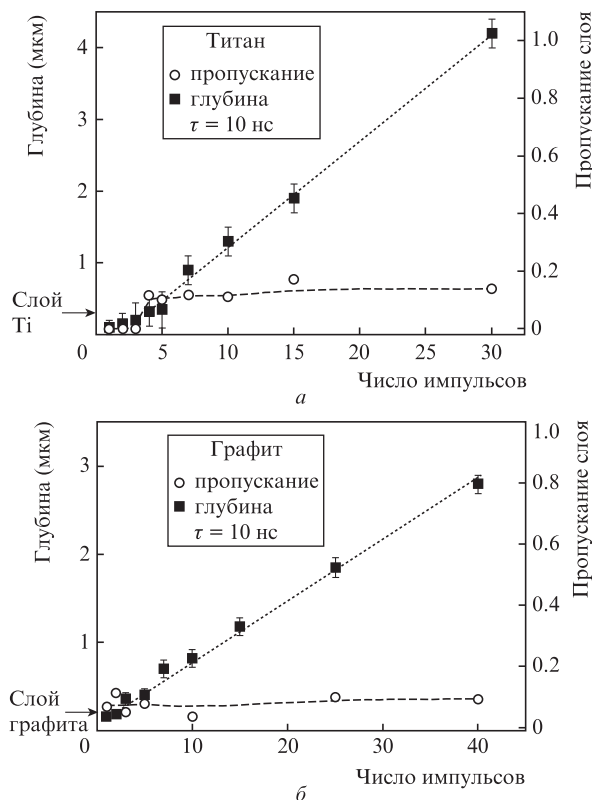 Глубина (мкм)
4
3
2
1
Титан
пропускание
глубина
τ = 10 нс
1.0
0.8
0.6
0.4
0.2
0
Пропускание слоя
Слой
Ti
0 5 10 15 20 25 30
Число импульсов
а
Глубина (мкм)
3
2
1
Графит
пропускание
глубина
τ = 10 нс
1.0
0.8
0.6
0.4
0.2
0
Пропускание слоя
Слой
графита
0 10 20 30 40
Число импульсов
б